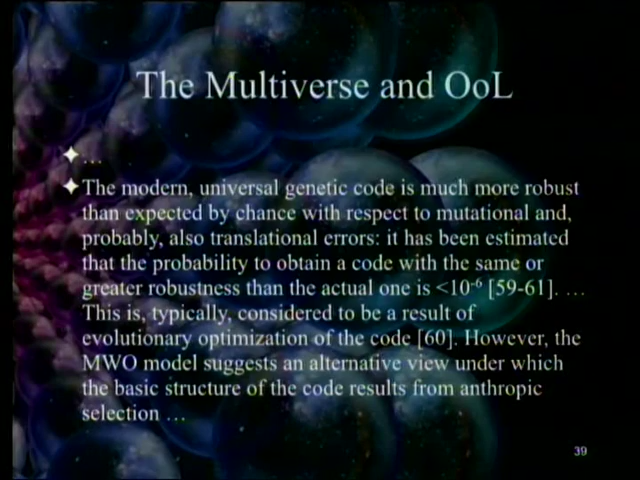 The Multiverse and OoL
…
The modern, universal genetic code is much more robust
than expected by chance with respect to mutational and,
probably, also translational errors: it has been estimated
that the probability to obtain a code with the same or
greater robustness than the actual one is <10⁻⁶ [59-61]. …
This is, typically, considered to be a result of
evolutionary optimization of the code [60]. However, the
MWO model suggests an alternative view under which
the basic structure of the code results from anthropic
selection …
39